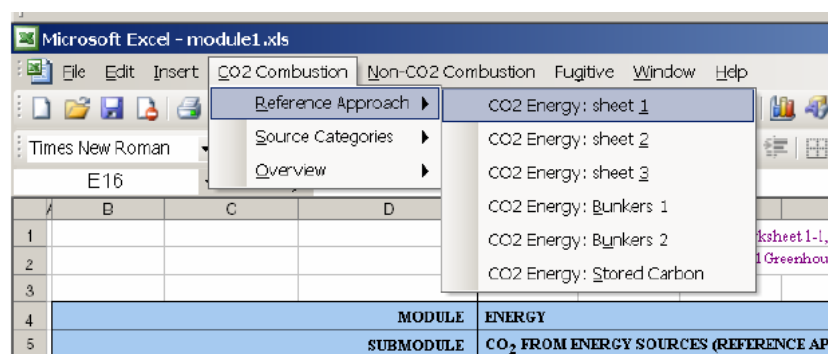 Microsoft Excel - module1.xls
File Edit Insert CO2 Combustion Non-CO2 Combustion Fugitive Window Help
Reference Approach
CO2 Energy: sheet 1
Source Categories
CO2 Energy: sheet 2
Times New Roman
Overview
CO2 Energy: sheet 3
E16
CO2 Energy: Bunkers 1
B C D
CO2 Energy: Bunkers 2
1
CO2 Energy: Stored Carbon
2
3
4 MODULE ENERGY
5 SUBMODULE CO₂ FROM ENERGY SOURCES (REFERENCE